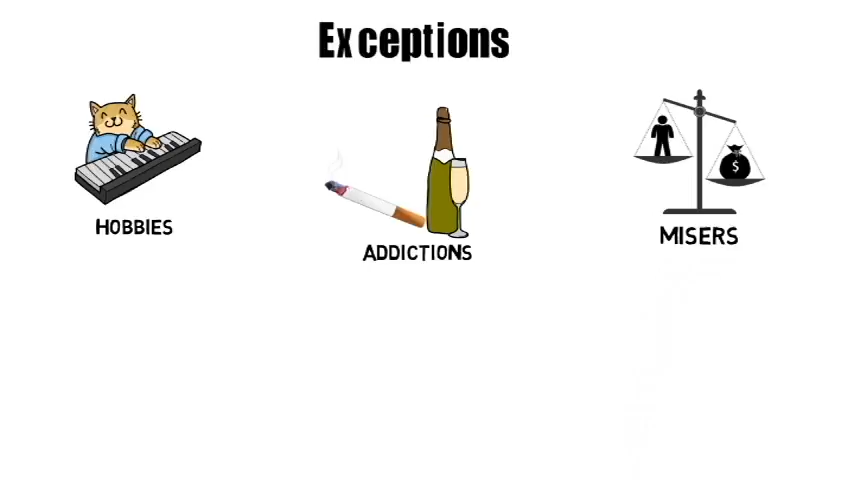 Exceptions
HOBBIES
ADDICTIONS
MISERS
$